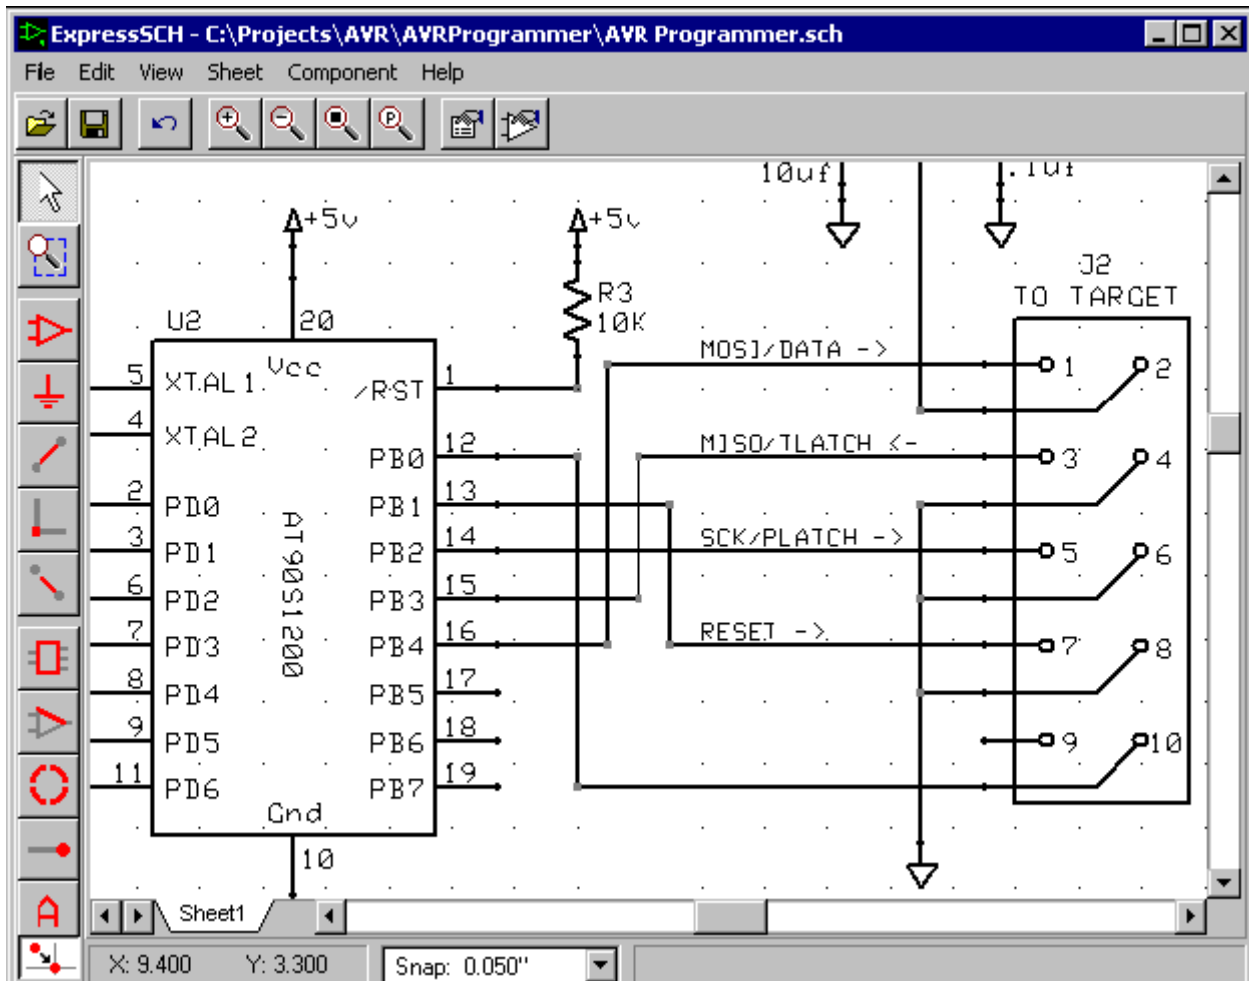 ExpressSCH - C:\Projects\AVR\AVRProgrammer\AVR Programmer.sch
File Edit View Sheet Component Help
10uf .1uf
+5v +5v
J2
TO TARGET
R3
10K
U2 20
Vcc
MOSI/DATA ->
5 XTAL1 /RST 1
1 2
4 XTAL2
PB0 12
MISO/TLATCH <-
3 4
2 PD0 PB1 13
3 PD1 PB2 14
SCK/PLATCH ->
5 6
AT90S1200
6 PD2 PB3 15
7 PD3 PB4 16
RESET ->
7 8
8 PD4 PB5 17
9 PD5 PB6 18
9 10
11 PD6 PB7 19
Gnd
10
Sheet1
X: 9.400 Y: 3.300 Snap: 0.050"